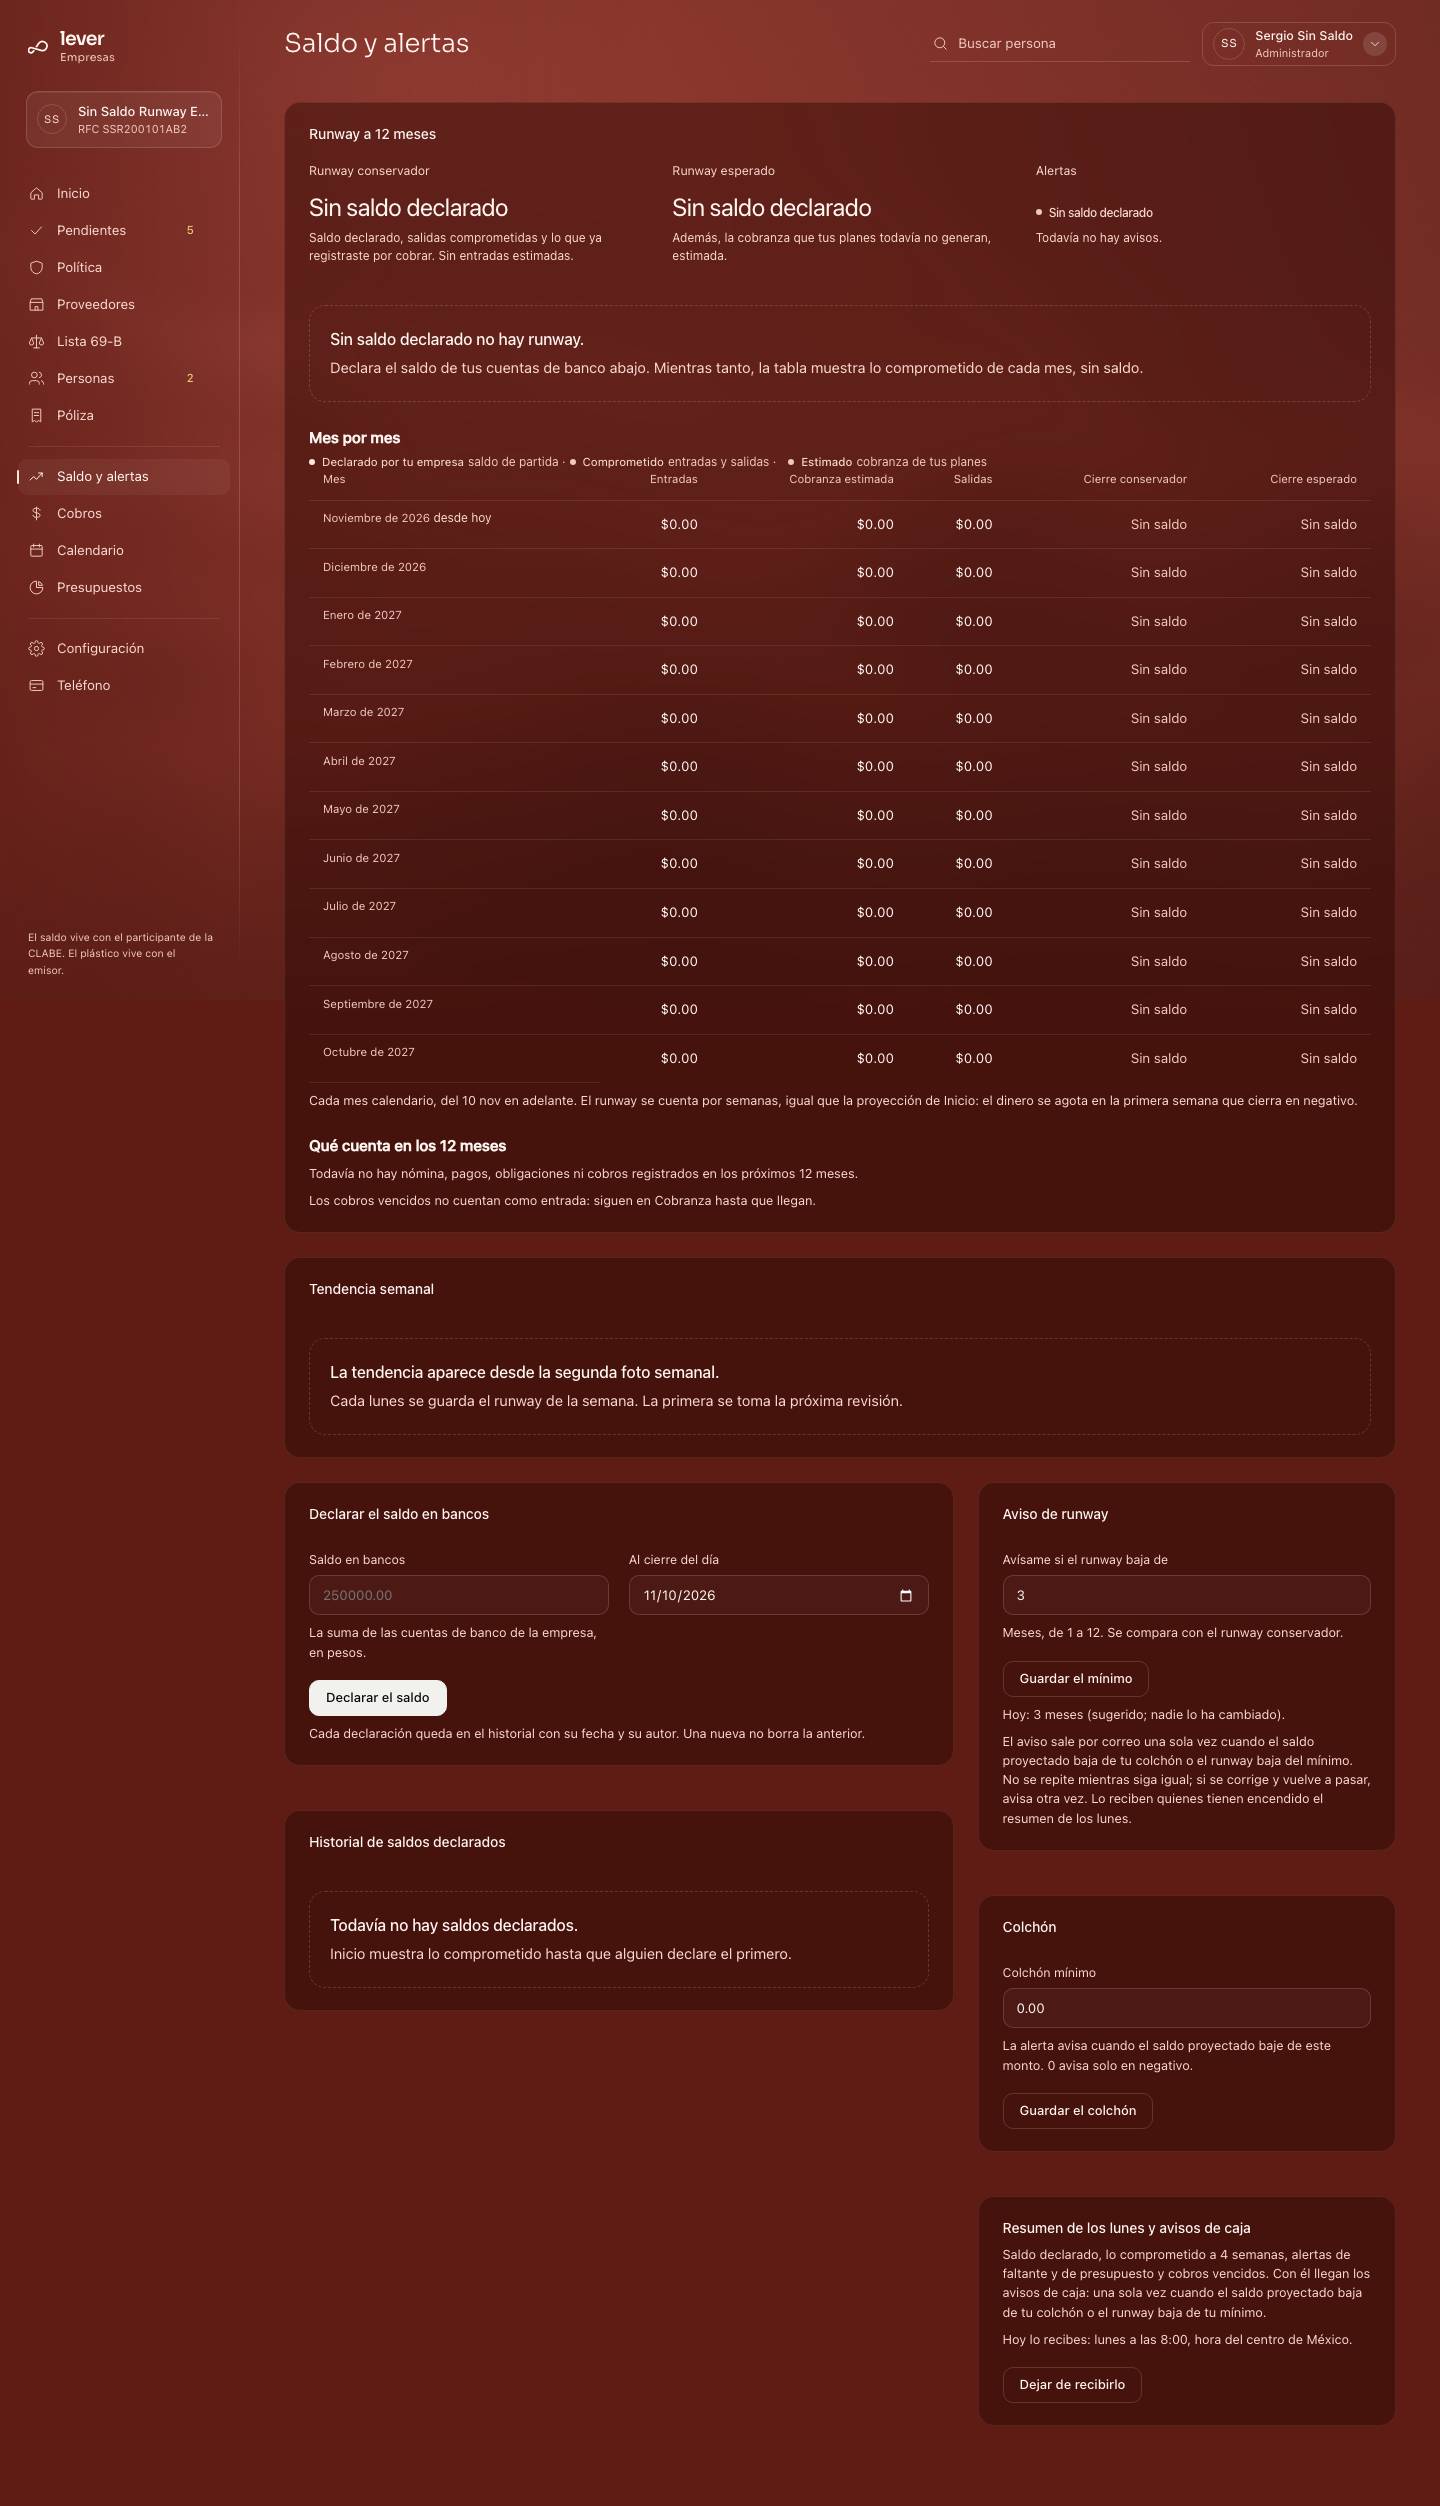 lever
Empresas
SS
Sin Saldo Runway E...
RFC SSR200101AB2
Inicio
Pendientes 5
Política
Proveedores
Lista 69-B
Personas 2
Póliza
Saldo y alertas
Cobros
Calendario
Presupuestos
Configuración
Teléfono
El saldo vive con el participante de la
CLABE. El plástico vive con el
emisor.
Saldo y alertas
Buscar persona
SS
Sergio Sin Saldo
Administrador
Runway a 12 meses
Runway conservador
Sin saldo declarado
Saldo declarado, salidas comprometidas y lo que ya
registraste por cobrar. Sin entradas estimadas.
Runway esperado
Sin saldo declarado
Además, la cobranza que tus planes todavía no generan,
estimada.
Alertas
Sin saldo declarado
Todavía no hay avisos.
Sin saldo declarado no hay runway.
Declara el saldo de tus cuentas de banco abajo. Mientras tanto, la tabla muestra lo comprometido de cada mes, sin saldo.
Mes por mes
Declarado por tu empresa saldo de partida · Comprometido entradas y salidas · Estimado cobranza de tus planes
Mes Entradas Cobranza estimada Salidas Cierre conservador Cierre esperado
Noviembre de 2026 desde hoy $0.00 $0.00 $0.00 Sin saldo Sin saldo
Diciembre de 2026 $0.00 $0.00 $0.00 Sin saldo Sin saldo
Enero de 2027 $0.00 $0.00 $0.00 Sin saldo Sin saldo
Febrero de 2027 $0.00 $0.00 $0.00 Sin saldo Sin saldo
Marzo de 2027 $0.00 $0.00 $0.00 Sin saldo Sin saldo
Abril de 2027 $0.00 $0.00 $0.00 Sin saldo Sin saldo
Mayo de 2027 $0.00 $0.00 $0.00 Sin saldo Sin saldo
Junio de 2027 $0.00 $0.00 $0.00 Sin saldo Sin saldo
Julio de 2027 $0.00 $0.00 $0.00 Sin saldo Sin saldo
Agosto de 2027 $0.00 $0.00 $0.00 Sin saldo Sin saldo
Septiembre de 2027 $0.00 $0.00 $0.00 Sin saldo Sin saldo
Octubre de 2027 $0.00 $0.00 $0.00 Sin saldo Sin saldo
Cada mes calendario, del 10 nov en adelante. El runway se cuenta por semanas, igual que la proyección de Inicio: el dinero se agota en la primera semana que cierra en negativo.
Qué cuenta en los 12 meses
Todavía no hay nómina, pagos, obligaciones ni cobros registrados en los próximos 12 meses.
Los cobros vencidos no cuentan como entrada: siguen en Cobranza hasta que llegan.
Tendencia semanal
La tendencia aparece desde la segunda foto semanal.
Cada lunes se guarda el runway de la semana. La primera se toma la próxima revisión.
Declarar el saldo en bancos
Saldo en bancos
250000.00
La suma de las cuentas de banco de la empresa,
en pesos.
Al cierre del día
11/10/2026
Declarar el saldo
Cada declaración queda en el historial con su fecha y su autor. Una nueva no borra la anterior.
Historial de saldos declarados
Todavía no hay saldos declarados.
Inicio muestra lo comprometido hasta que alguien declare el primero.
Aviso de runway
Avísame si el runway baja de
3
Meses, de 1 a 12. Se compara con el runway conservador.
Guardar el mínimo
Hoy: 3 meses (sugerido; nadie lo ha cambiado).
El aviso sale por correo una sola vez cuando el saldo
proyectado baja de tu colchón o el runway baja del mínimo.
No se repite mientras siga igual; si se corrige y vuelve a pasar,
avisa otra vez. Lo reciben quienes tienen encendido el
resumen de los lunes.
Colchón
Colchón mínimo
0.00
La alerta avisa cuando el saldo proyectado baje de este
monto. 0 avisa solo en negativo.
Guardar el colchón
Resumen de los lunes y avisos de caja
Saldo declarado, lo comprometido a 4 semanas, alertas de
faltante y de presupuesto y cobros vencidos. Con él llegan los
avisos de caja: una sola vez cuando el saldo proyectado baja
de tu colchón o el runway baja de tu mínimo.
Hoy lo recibes: lunes a las 8:00, hora del centro de México.
Dejar de recibirlo